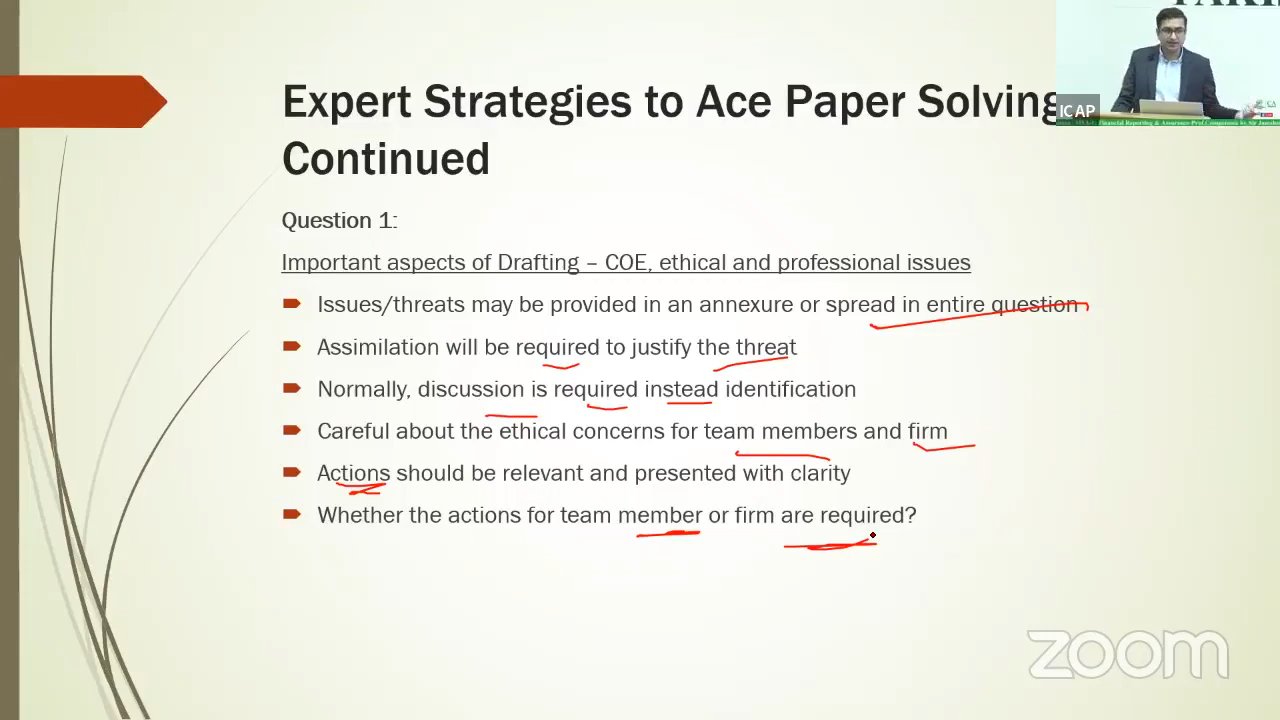 Expert Strategies to Ace Paper Solving
Continued
ICAP
Question 1:
Important aspects of Drafting – COE, ethical and professional issues
Issues/threats may be provided in an annexure or spread in entire question
Assimilation will be required to justify the threat
Normally, discussion is required instead identification
Careful about the ethical concerns for team members and firm
Actions should be relevant and presented with clarity
Whether the actions for team member or firm are required?
zoom